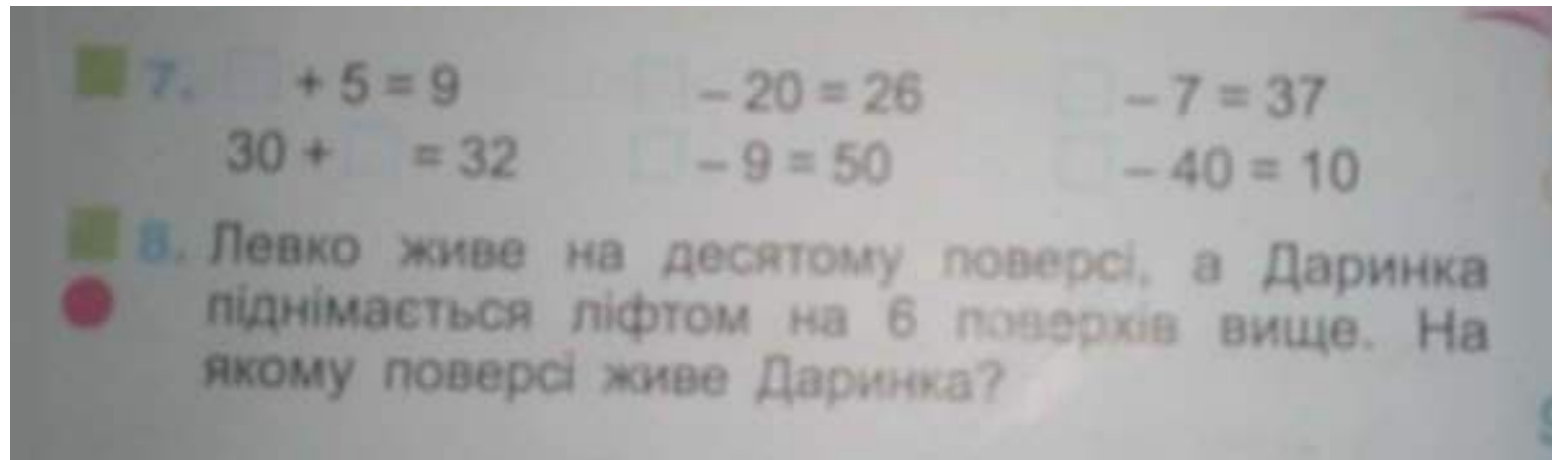 7. □ + 5 = 9 □ – 20 = 26 □ – 7 = 37
30 + □ = 32 □ – 9 = 50 □ – 40 = 10
8. Левко живе на десятому поверсі, а Даринка
піднімається ліфтом на 6 поверхів вище. На
якому поверсі живе Даринка?